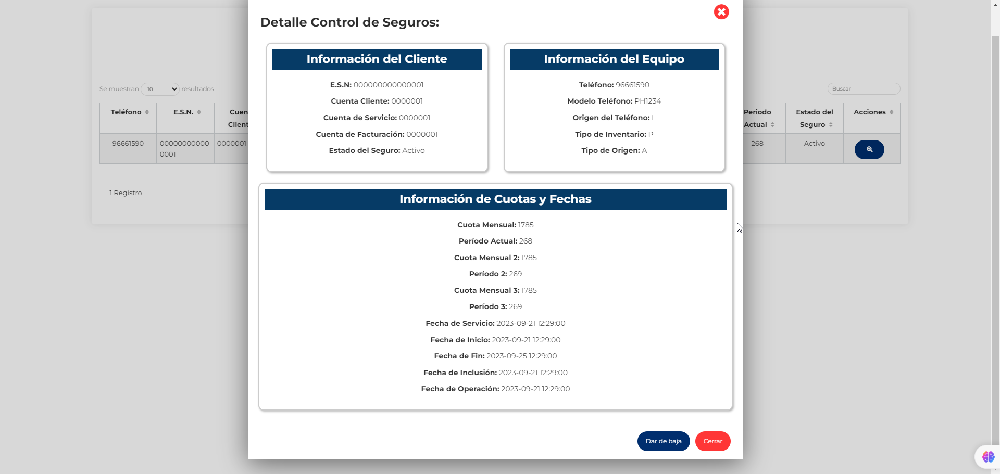 Detalle Control de Seguros:
Información del Cliente
E.S.N: 000000000000001
Cuenta Cliente: 0000001
Cuenta de Servicio: 0000001
Cuenta de Facturación: 0000001
Estado del Seguro: Activo
Información del Equipo
Teléfono: 96661590
Modelo Teléfono: PH1234
Origen del Teléfono: L
Tipo de Inventario: P
Tipo de Origen: A
Información de Cuotas y Fechas
Cuota Mensual: 1785
Período Actual: 268
Cuota Mensual 2: 1785
Período 2: 269
Cuota Mensual 3: 1785
Período 3: 269
Fecha de Servicio: 2023-09-21 12:29:00
Fecha de Inicio: 2023-09-21 12:29:00
Fecha de Fin: 2023-09-25 12:29:00
Fecha de Inclusión: 2023-09-21 12:29:00
Fecha de Operación: 2023-09-21 12:29:00
Dar de baja
Cerrar
Se muestran 10 resultados
Buscar
Teléfono
E.S.N.
Cuen
Client
Periodo
Actual
Estado del
Seguro
Acciones
96661590
00000000000
0001
0000001
268
Activo
1 Registro